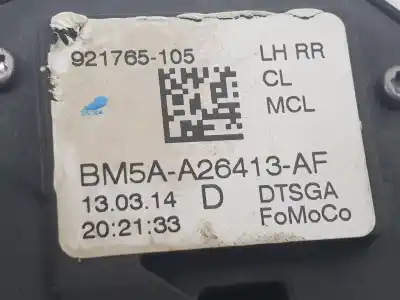 921765-105 LH RR
CL
MCL
BM5A-A26413-AF
13.03.14 D DTSGA
20:21:33 FoMoCo